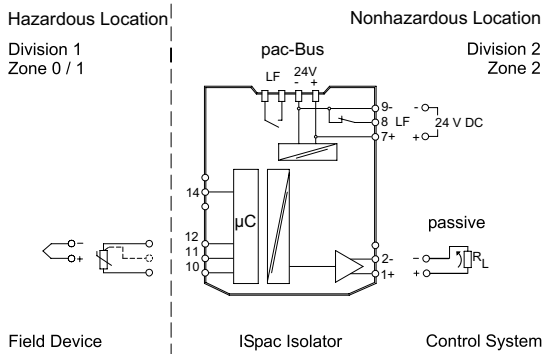 Hazardous Location
Nonhazardous Location
Division 1
Zone 0 / 1
pac-Bus
Division 2
Zone 2
LF
24V
- +
9-
8 LF
7+
- 
24 V DC
+
14
µC
12
11
10
−
+
passive
2-
1+
−
+
RL
Field Device
ISpac Isolator
Control System